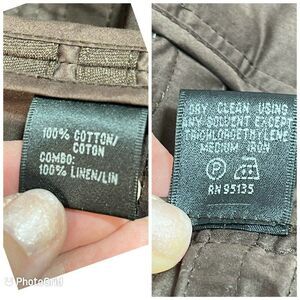 100% COTTON/
COTON
COMBO:
100% LINEN/LIN
PhotoGrid
DRY CLEAN USING
ANY SOLVENT EXCEPT
TRICHLOROETHYLENE
MEDIUM IRON
P
RN 95135